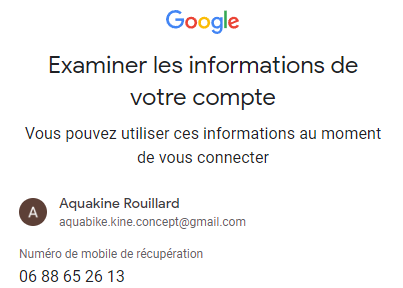 Google
Examiner les informations de
votre compte
Vous pouvez utiliser ces informations au moment
de vous connecter
A
Aquakine Rouillard
aquabike.kine.concept@gmail.com
Numéro de mobile de récupération
06 88 65 26 13